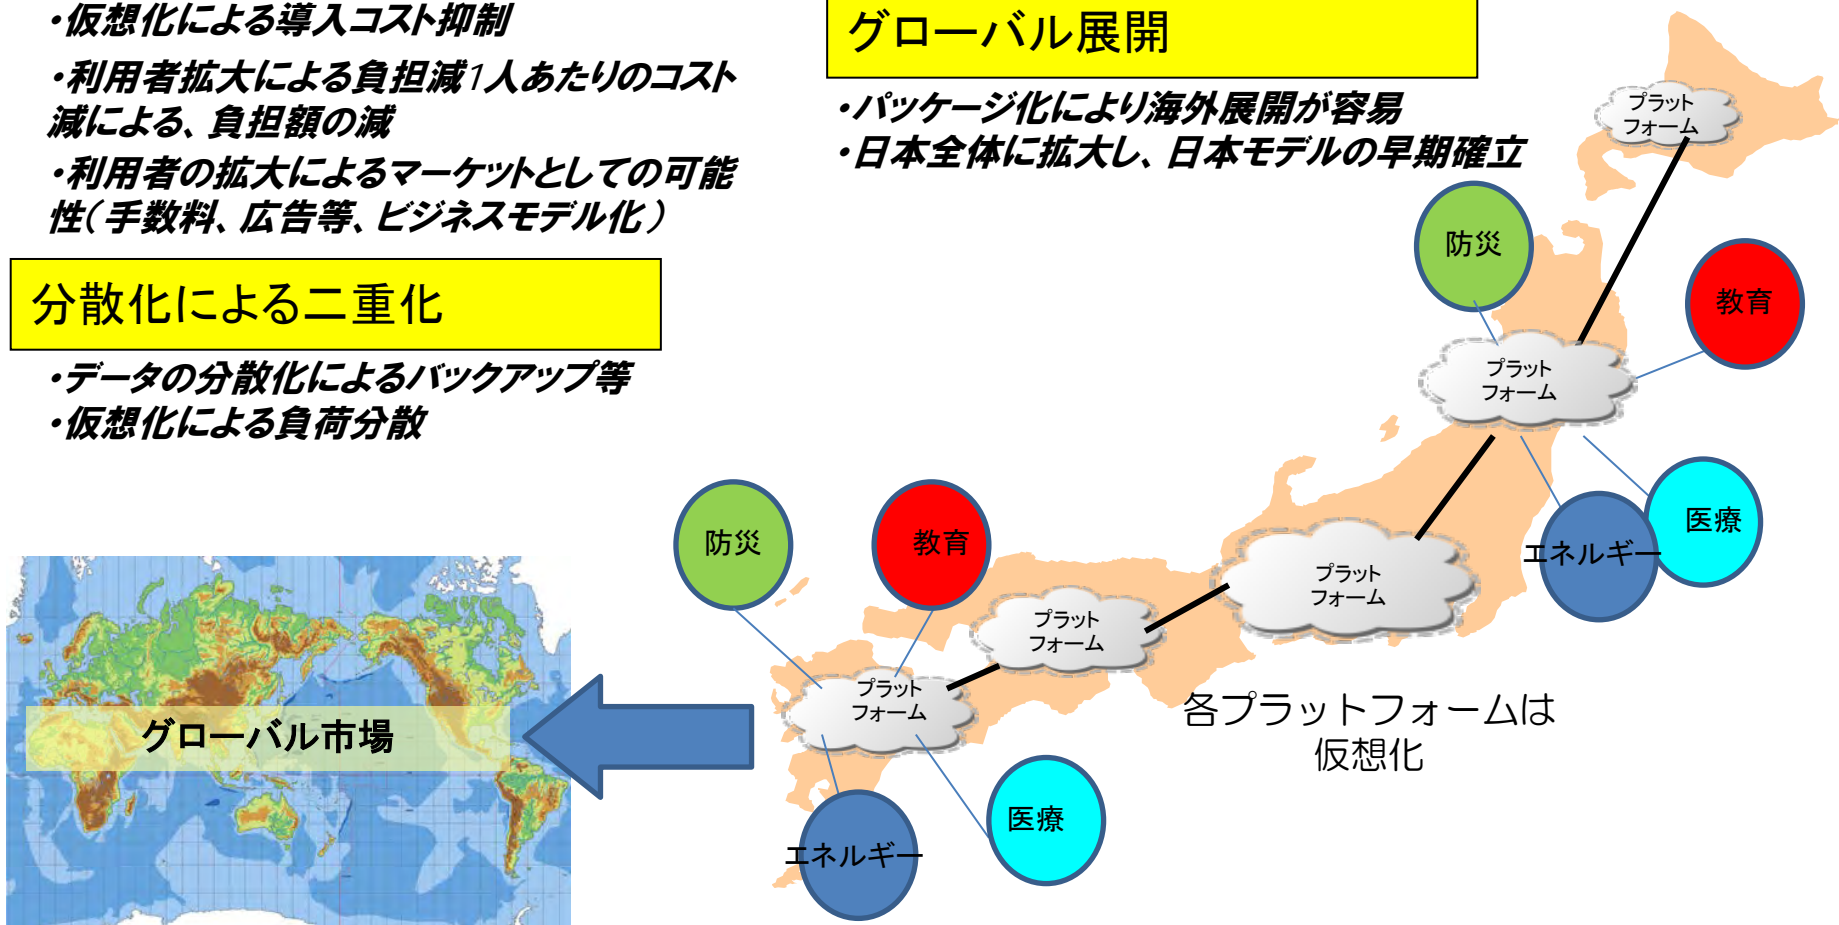 ・仮想化による導入コスト抑制
・利用者拡大による負担減1人あたりのコスト
減による、負担額の減
・利用者の拡大によるマーケットとしての可能
性（手数料、広告等、ビジネスモデル化）
分散化による二重化
・データの分散化によるバックアップ等
・仮想化による負荷分散
グローバル展開
・パッケージ化により海外展開が容易
・日本全体に拡大し、日本モデルの早期確立
プラット
フォーム
防災
教育
プラット
フォーム
医療
エネルギー
プラット
フォーム
防災
教育
プラット
フォーム
プラット
フォーム
各プラットフォームは
仮想化
グローバル市場
医療
エネルギー